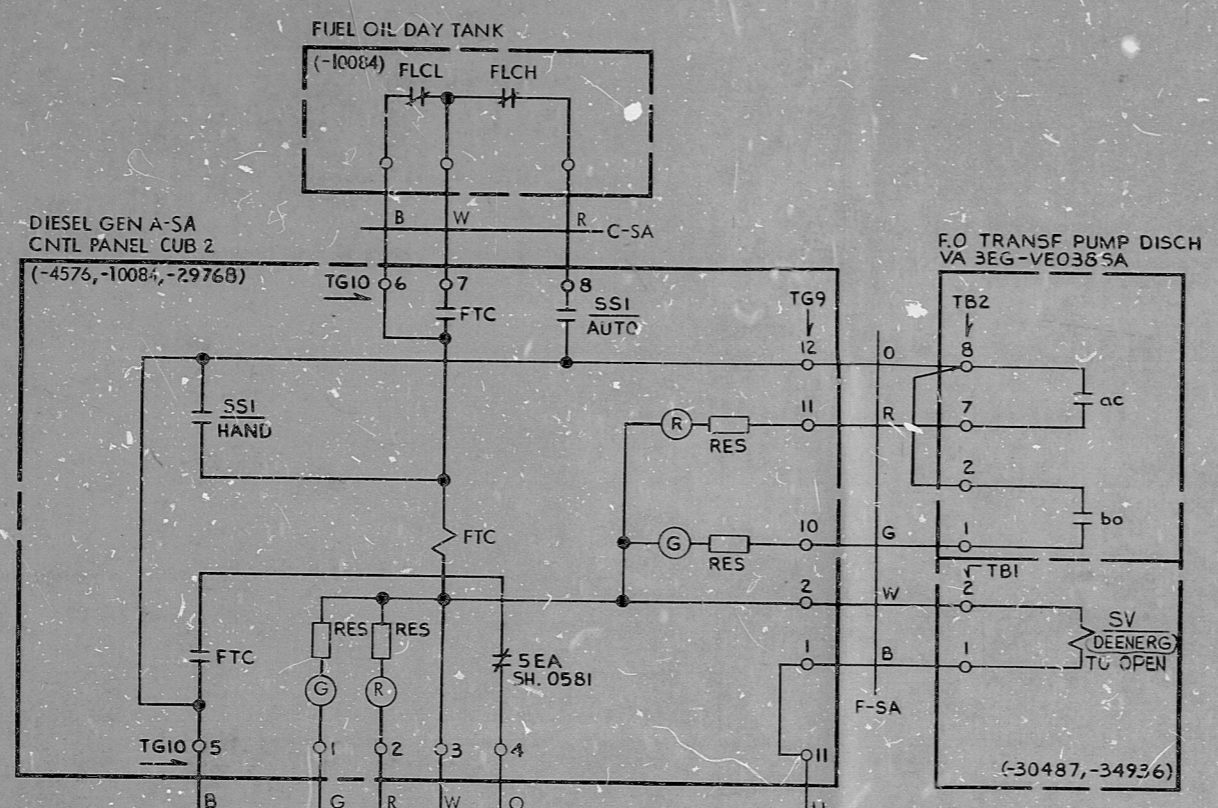 FUEL OIL DAY TANK
(-10084)
FLCL
FLCH
B
W
R
C-SA
DIESEL GEN A-SA
CNTL PANEL CUB 2
(-4576,-10084,-29768)
TG10
6
7
8
FTC
SS1
AUTO
TG9
12
O
F.O TRANSF PUMP DISCH
VA 3EG-VE038SA
TB2
8
ac
SS1
HAND
R
RES
11
R
7
2
FTC
G
RES
10
G
1
bo
TB1
2
W
2
SV
DEENERG
TO OPEN
RES
RES
FTC
5EA
SH. 0581
1
B
1
G
R
F-SA
TG10
5
1
2
3
4
11
(-30487,-34936)
B
G
R
W
O